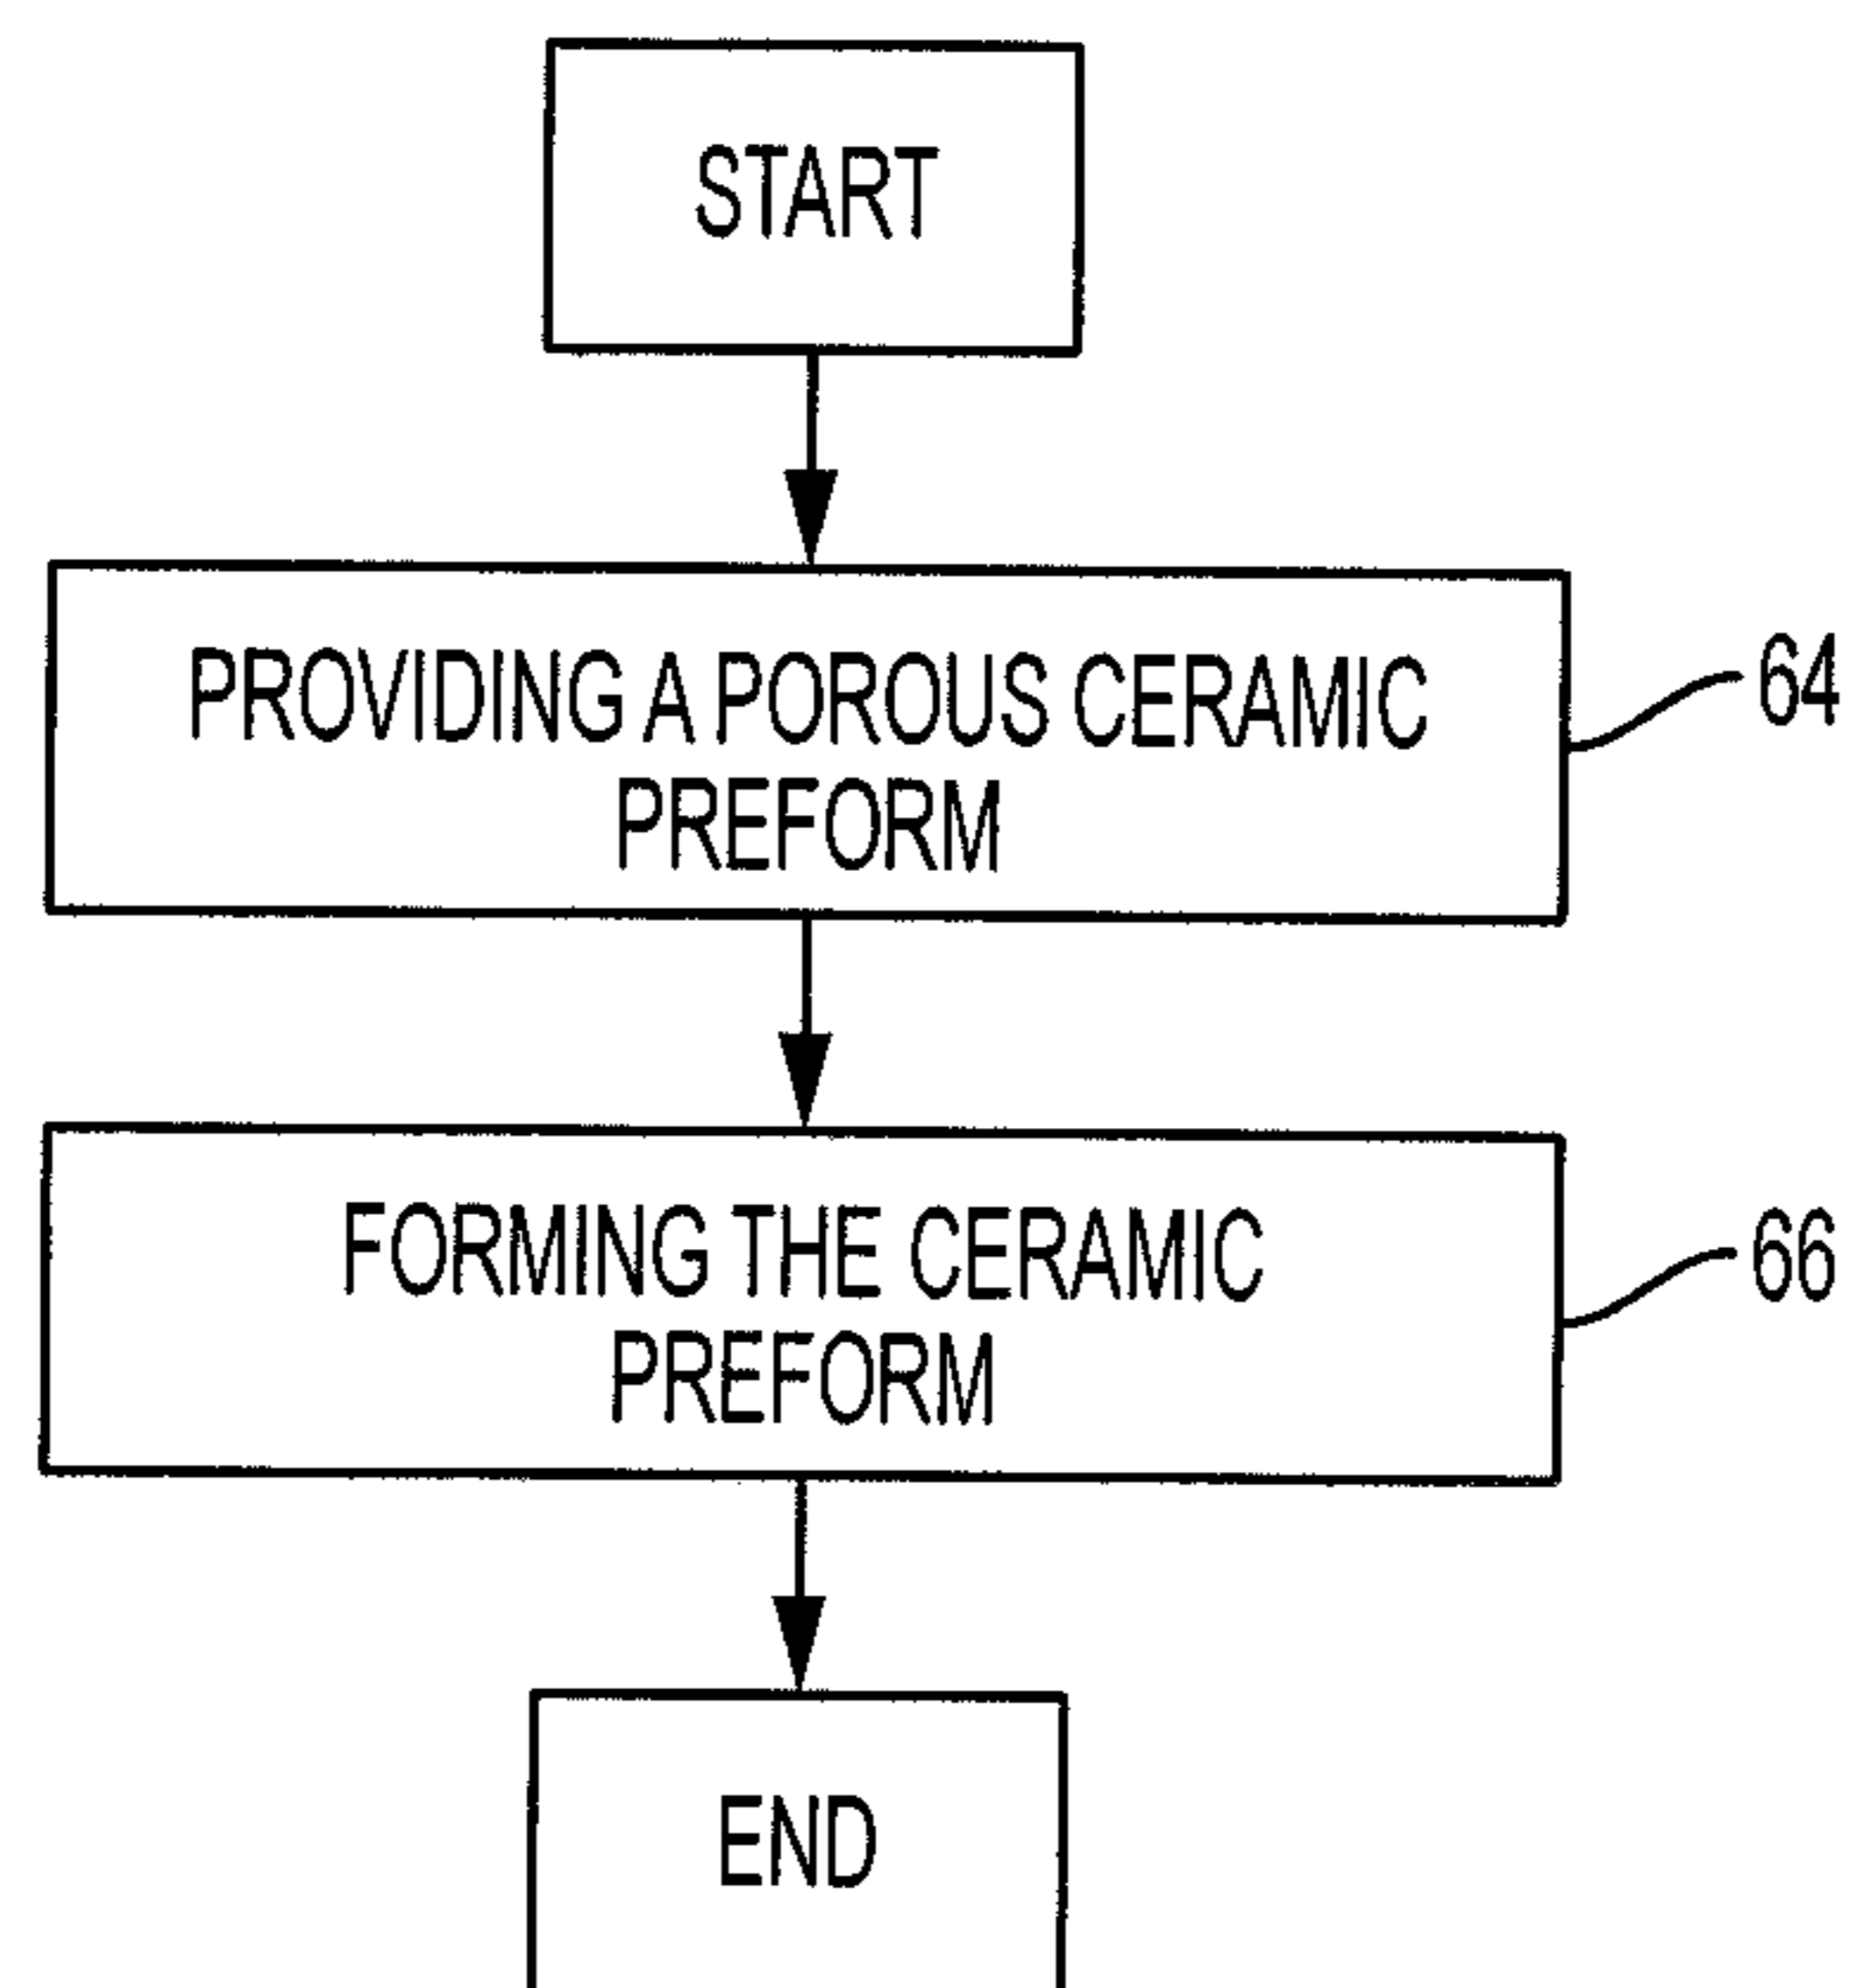 START
PROVIDING A POROUS CERAMIC
PREFORM
64
FORMING THE CERAMIC
PREFORM
66
END